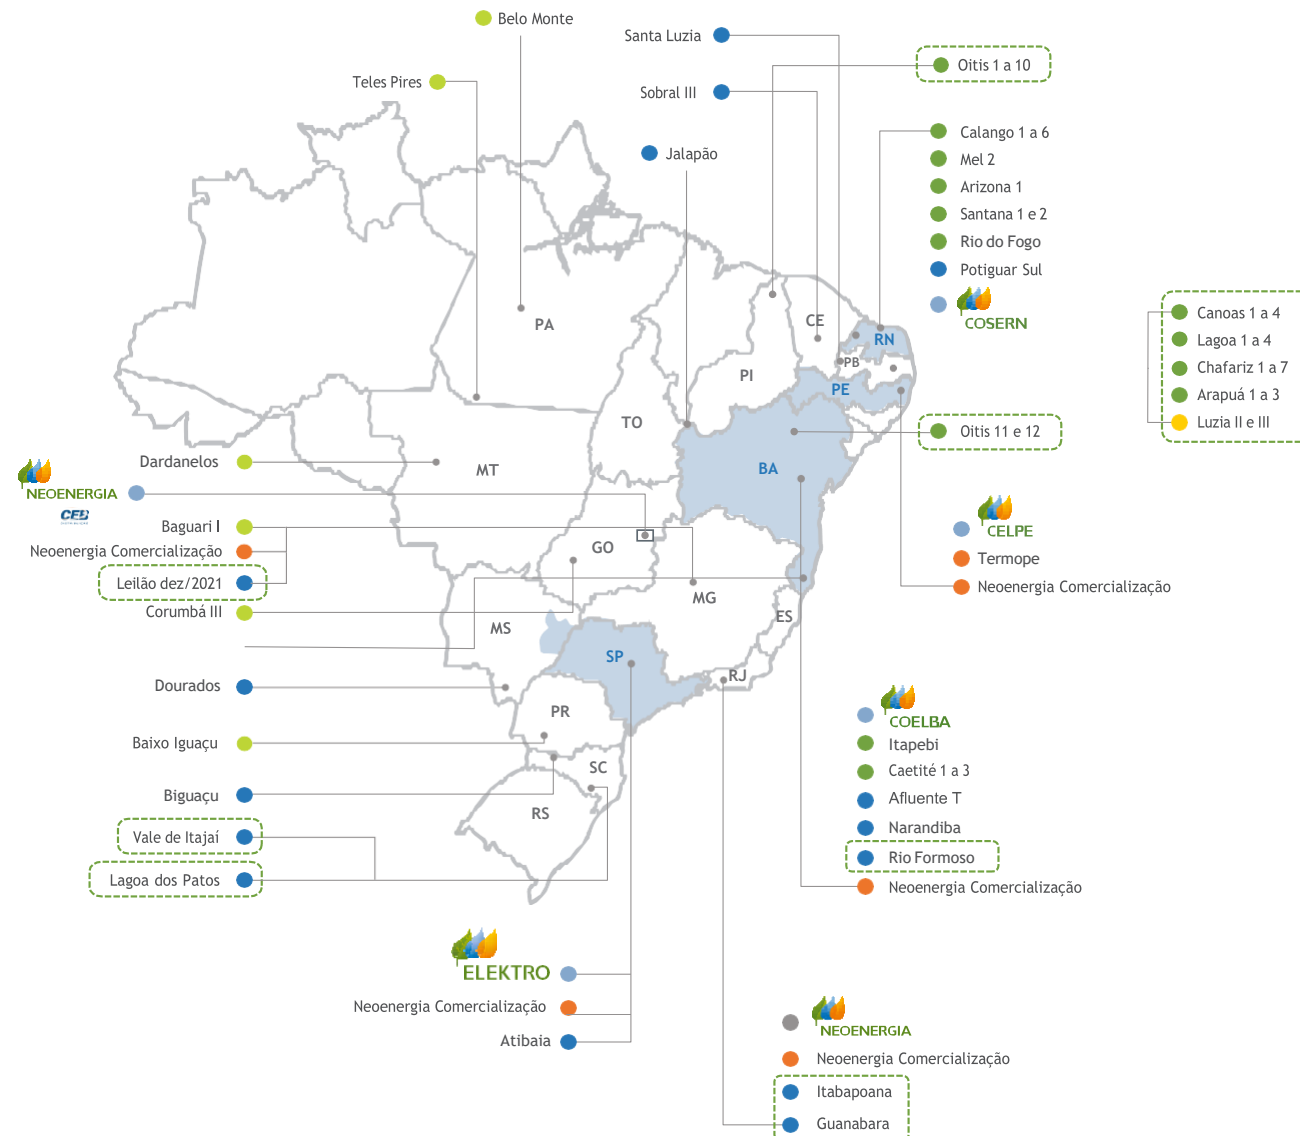 Belo Monte
Santa Luzia
Oitis 1 a 10
Teles Pires
Sobral III
Calango 1 a 6
Jalapão
Mel 2
Arizona 1
Santana 1 e 2
Rio do Fogo
Potiguar Sul
COSERN
Canoas 1 a 4
Lagoa 1 a 4
Chafariz 1 a 7
Arapuá 1 a 3
Luzia II e III
PA
CE
RN
PB
PI
PE
TO
BA
MT
Oitis 11 e 12
Dardanelos
NEOENERGIA
CEB
Baguari I
Neoenergia Comercialização
Leilão dez/2021
Corumbá III
GO
MG
ES
MS
SP
RJ
CELPE
Termope
Neoenergia Comercialização
Dourados
PR
Baixo Iguaçu
SC
Biguaçu
RS
Vale de Itajaí
Lagoa dos Patos
COELBA
Itapebi
Caetité 1 a 3
Afluente T
Narandiba
Rio Formoso
Neoenergia Comercialização
ELEKTRO
Neoenergia Comercialização
Atibaia
NEOENERGIA
Neoenergia Comercialização
Itabapoana
Guanabara